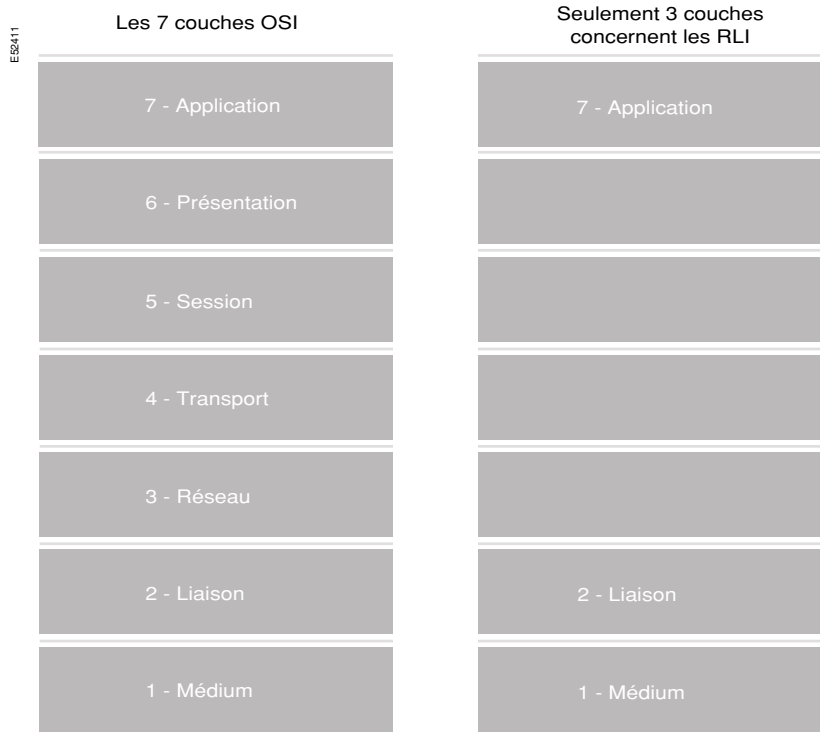 E52411
Les 7 couches OSI
7 - Application
6 - Présentation
5 - Session
4 - Transport
3 - Réseau
2 - Liaison
1 - Médium
Seulement 3 couches
concernent les RLI
7 - Application
2 - Liaison
1 - Médium